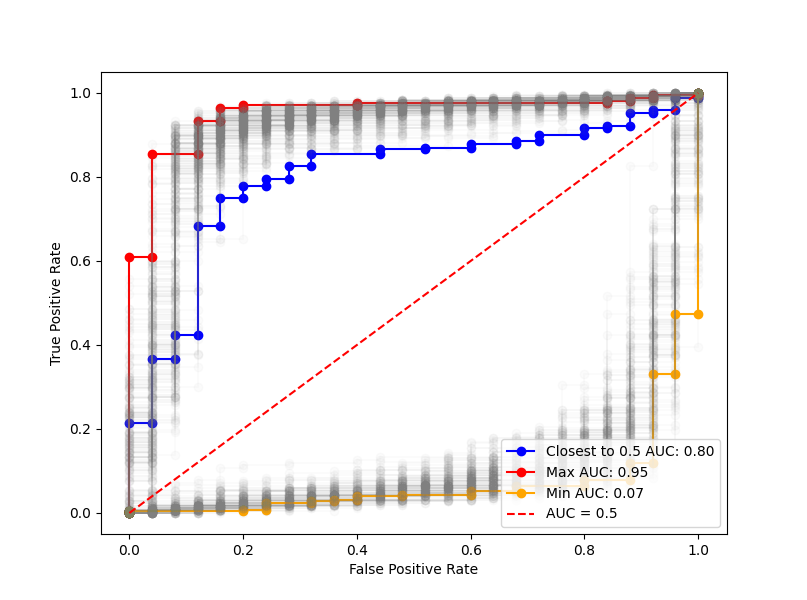 True Positive Rate
1.0
0.8
0.6
0.4
0.2
0.0
Closest to 0.5 AUC: 0.80
Max AUC: 0.95
Min AUC: 0.07
AUC = 0.5
0.0 0.2 0.4 0.6 0.8 1.0
False Positive Rate